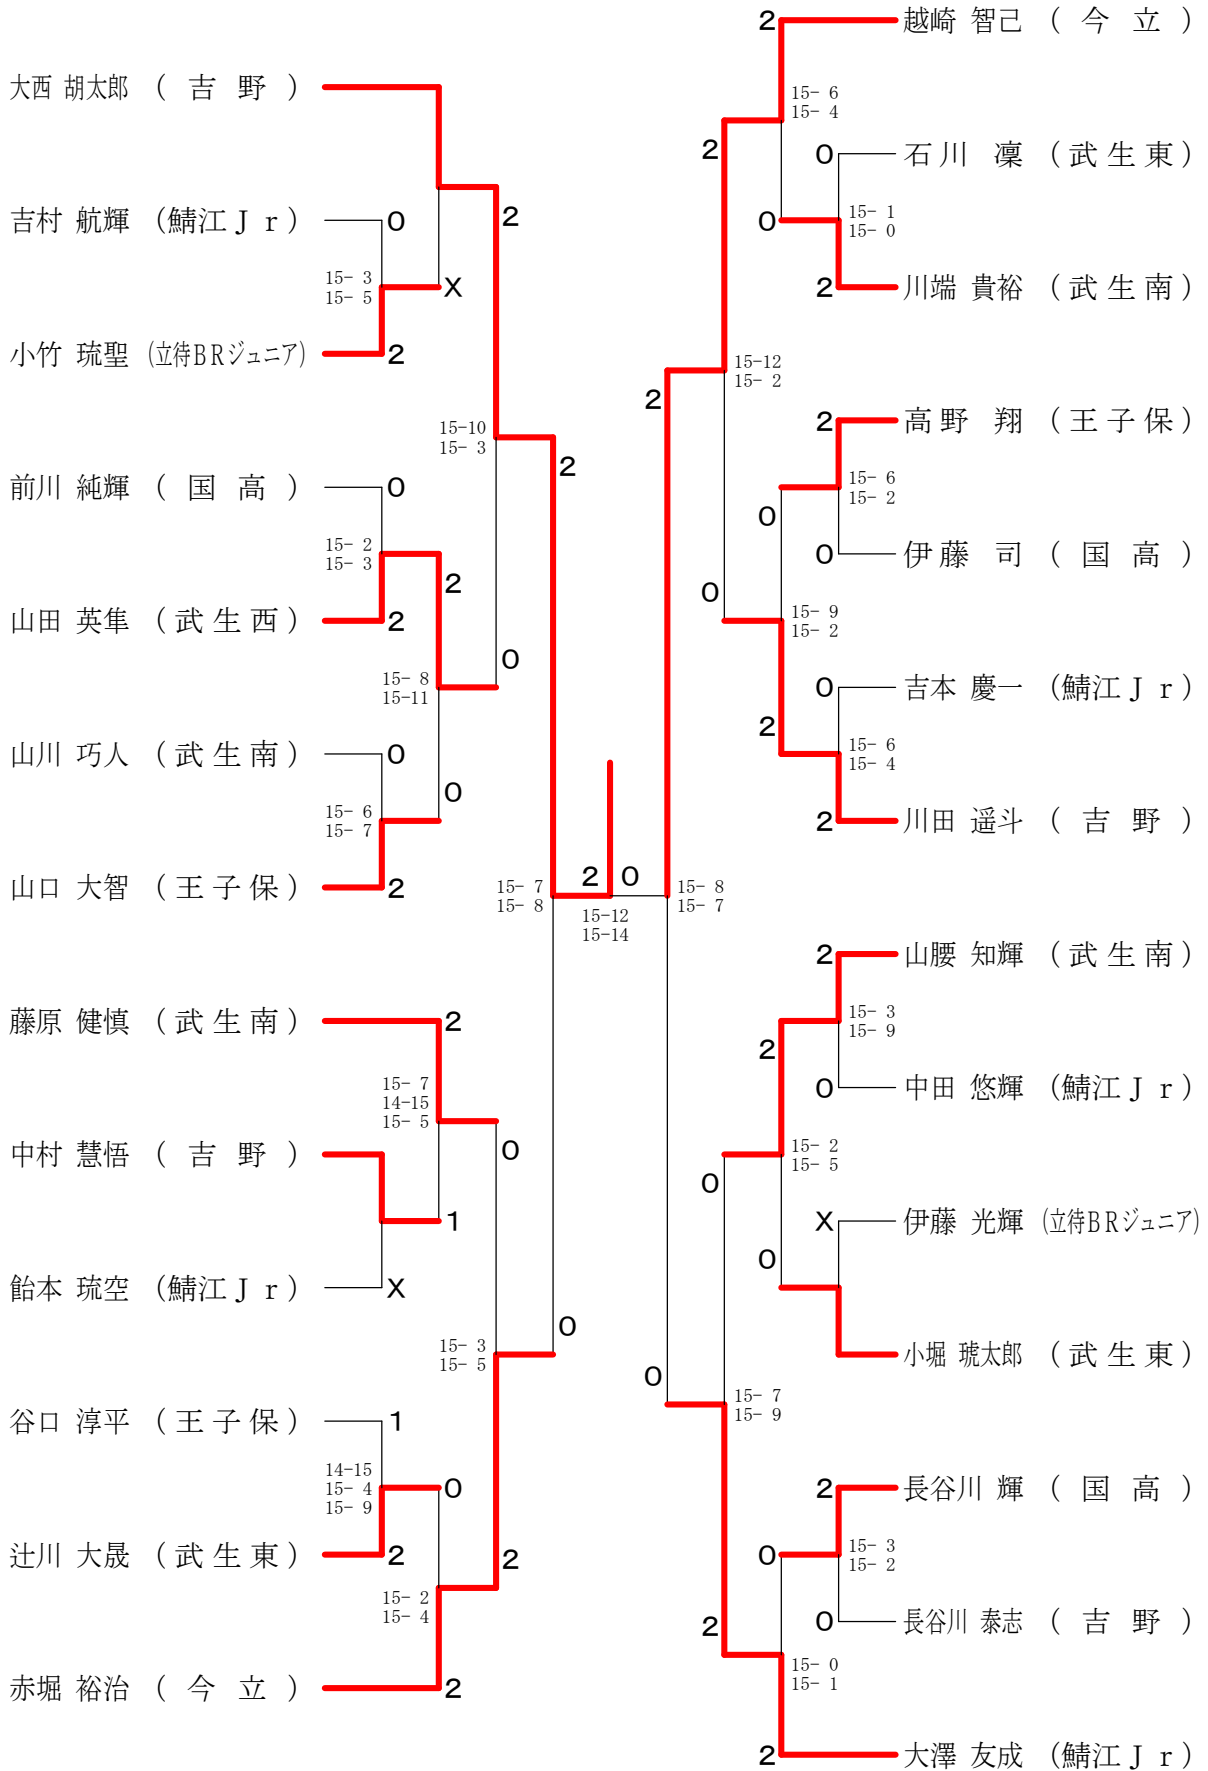 大西 胡太郎 ( 吉 野 )
2
吉村 航輝 (鯖江Ｊｒ) 0
15- 3
15- 5
X
小竹 琉聖 (立待ＢＲジュニア) 2
15-10
15- 3
2
前川 純輝 ( 国 高 ) 0
15- 2
15- 3
2
山田 英隼 (武生西) 2
15- 8
15-11
0
山川 巧人 (武生南) 0
15- 6
15- 7
0
山口 大智 (王子保) 2
15- 7
15- 8
藤原 健慎 (武生南) 2
15- 7
14-15
15- 5
0
中村 慧悟 ( 吉 野 )
1
飴本 琉空 (鯖江Ｊｒ) X
15- 3
15- 5
0
谷口 淳平 (王子保) 1
14-15
15- 4
15- 9
0
辻川 大晟 (武生東) 2
2
15- 2
15- 4
赤堀 裕治 ( 今 立 ) 2
2 0
15-12
15-14
2 越崎 智己 ( 今 立 )
15- 6
15- 4
2
0 石川 凜 (武生東)
0
15- 1
15- 0
2 川端 貴裕 (武生南)
15-12
15- 2
2
2 高野 翔 (王子保)
15- 6
15- 2
0
0 伊藤 司 ( 国 高 )
0
15- 9
15- 2
0 吉本 慶一 (鯖江Ｊｒ)
2
15- 6
15- 4
2 川田 遥斗 ( 吉 野 )
15- 8
15- 7
2 山腰 知輝 (武生南)
15- 3
15- 9
2
0 中田 悠輝 (鯖江Ｊｒ)
15- 2
15- 5
0
X 伊藤 光輝 (立待ＢＲジュニア)
0
小堀 琥太郎 (武生東)
0
15- 7
15- 9
2 長谷川 輝 ( 国 高 )
15- 3
15- 2
0
0 長谷川 泰志 ( 吉 野 )
2
15- 0
15- 1
2 大澤 友成 (鯖江Ｊｒ)